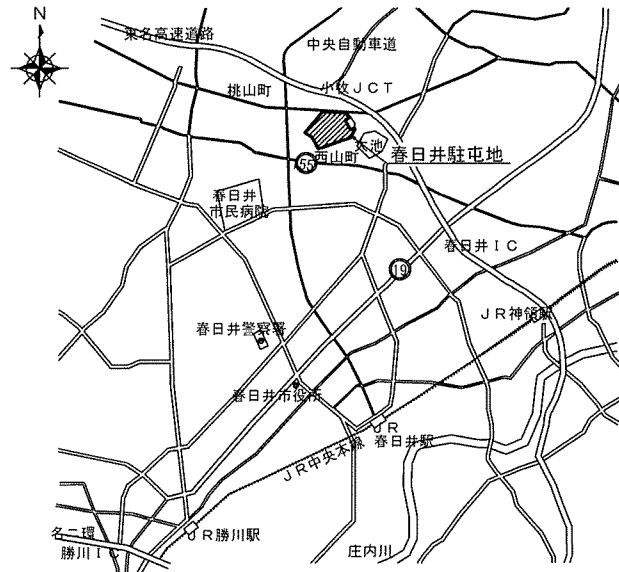 N
東名高速道路
中央自動車道
桃山町
小牧JCT
西山町
春日井駐屯地
55
春日井
市民病院
春日井IC
19
JR神領駅
春日井警察署
春日井市役所
JR
春日井駅
JR中央本線
名二環
勝川IC
JR勝川駅
庄内川